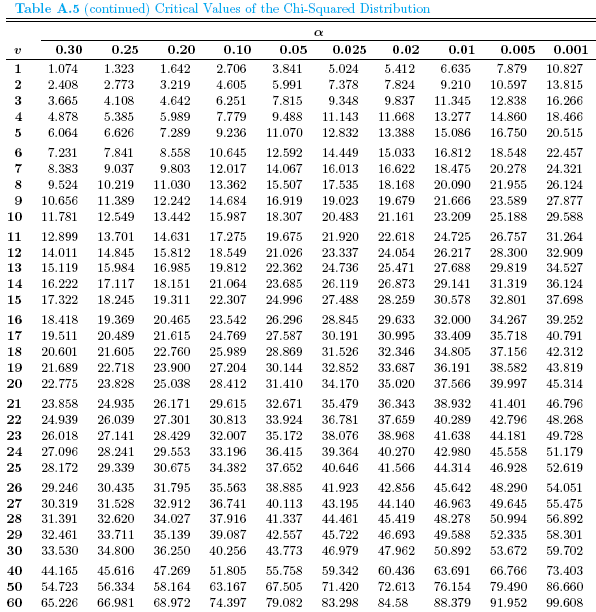 Table A.5 (continued) Critical Values of the Chi-Squared Distribution
α
v 0.30 0.25 0.20 0.10 0.05 0.025 0.02 0.01 0.005 0.001
1 1.074 1.323 1.642 2.706 3.841 5.024 5.412 6.635 7.879 10.827
2 2.408 2.773 3.219 4.605 5.991 7.378 7.824 9.210 10.597 13.815
3 3.665 4.108 4.642 6.251 7.815 9.348 9.837 11.345 12.838 16.266
4 4.878 5.385 5.989 7.779 9.488 11.143 11.668 13.277 14.860 18.466
5 6.064 6.626 7.289 9.236 11.070 12.832 13.388 15.086 16.750 20.515
6 7.231 7.841 8.558 10.645 12.592 14.449 15.033 16.812 18.548 22.457
7 8.383 9.037 9.803 12.017 14.067 16.013 16.622 18.475 20.278 24.321
8 9.524 10.219 11.030 13.362 15.507 17.535 18.168 20.090 21.955 26.124
9 10.656 11.389 12.242 14.684 16.919 19.023 19.679 21.666 23.589 27.877
10 11.781 12.549 13.442 15.987 18.307 20.483 21.161 23.209 25.188 29.588
11 12.899 13.701 14.631 17.275 19.675 21.920 22.618 24.725 26.757 31.264
12 14.011 14.845 15.812 18.549 21.026 23.337 24.054 26.217 28.300 32.909
13 15.119 15.984 16.985 19.812 22.362 24.736 25.471 27.688 29.819 34.527
14 16.222 17.117 18.151 21.064 23.685 26.119 26.873 29.141 31.319 36.124
15 17.322 18.245 19.311 22.307 24.996 27.488 28.259 30.578 32.801 37.698
16 18.418 19.369 20.465 23.542 26.296 28.845 29.633 32.000 34.267 39.252
17 19.511 20.489 21.615 24.769 27.587 30.191 30.995 33.409 35.718 40.791
18 20.601 21.605 22.760 25.989 28.869 31.526 32.346 34.805 37.156 42.312
19 21.689 22.718 23.900 27.204 30.144 32.852 33.687 36.191 38.582 43.819
20 22.775 23.828 25.038 28.412 31.410 34.170 35.020 37.566 39.997 45.314
21 23.858 24.935 26.171 29.615 32.671 35.479 36.343 38.932 41.401 46.796
22 24.939 26.039 27.301 30.813 33.924 36.781 37.659 40.289 42.796 48.268
23 26.018 27.141 28.429 32.007 35.172 38.076 38.968 41.638 44.181 49.728
24 27.096 28.241 29.553 33.196 36.415 39.364 40.270 42.980 45.558 51.179
25 28.172 29.339 30.675 34.382 37.652 40.646 41.566 44.314 46.928 52.619
26 29.246 30.435 31.795 35.563 38.885 41.923 42.856 45.642 48.290 54.051
27 30.319 31.528 32.912 36.741 40.113 43.195 44.140 46.963 49.645 55.475
28 31.391 32.620 34.027 37.916 41.337 44.461 45.419 48.278 50.994 56.892
29 32.461 33.711 35.139 39.087 42.557 45.722 46.693 49.588 52.335 58.301
30 33.530 34.800 36.250 40.256 43.773 46.979 47.962 50.892 53.672 59.702
40 44.165 45.616 47.269 51.805 55.758 59.342 60.436 63.691 66.766 73.403
50 54.723 56.334 58.164 63.167 67.505 71.420 72.613 76.154 79.490 86.660
60 65.226 66.981 68.972 74.397 79.082 83.298 84.58 88.379 91.952 99.608